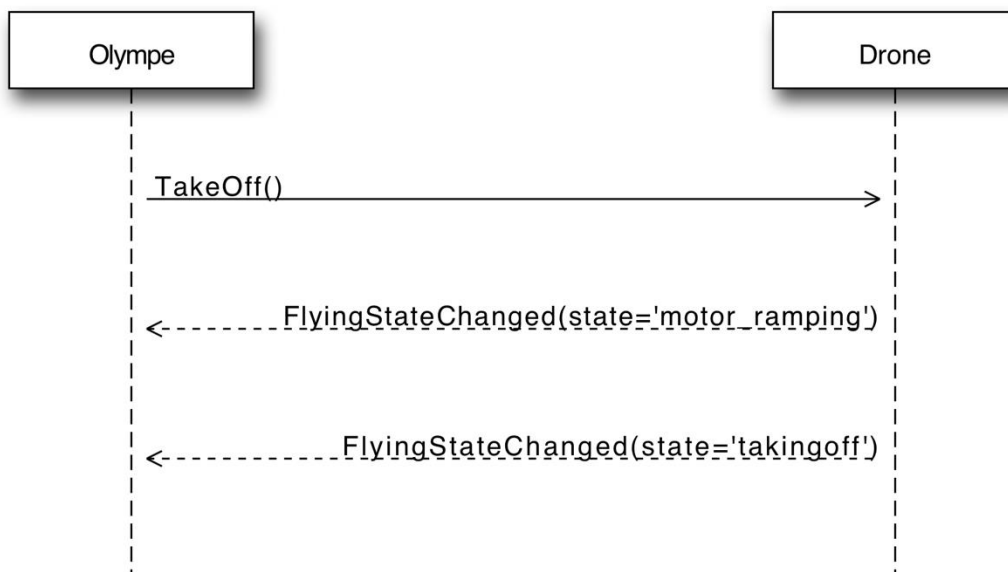 Olympe
Drone
TakeOff()
FlyingStateChanged(state='motor_ramping')
FlyingStateChanged(state='takingoff')